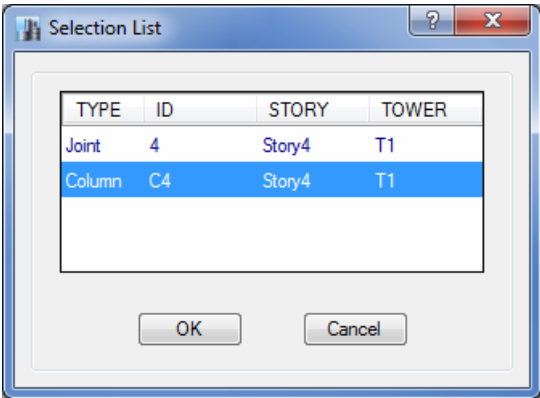 Selection List
?
X
TYPE ID STORY TOWER
Joint 4 Story4 T1
Column C4 Story4 T1
OK Cancel